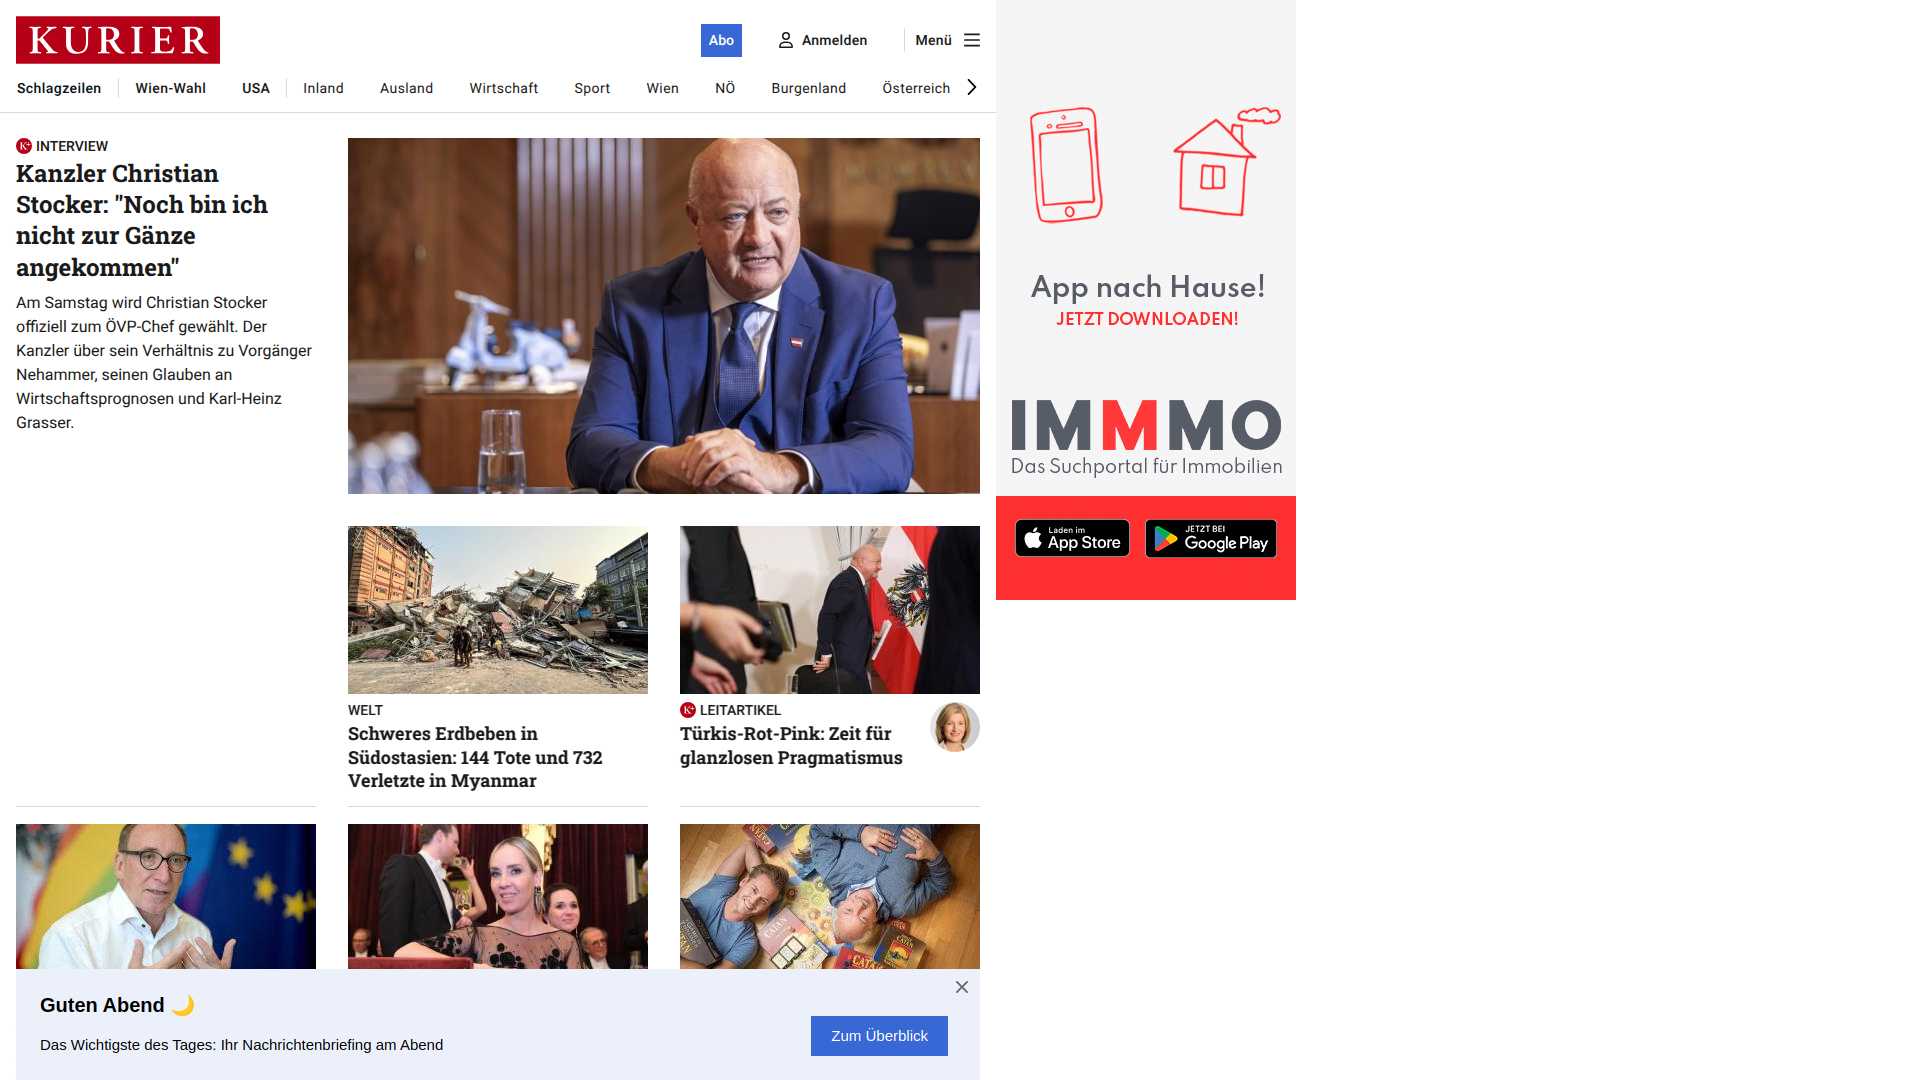 KURIER
Abo
Anmelden
Menü
Schlagzeilen
Wien-Wahl
USA
Inland
Ausland
Wirtschaft
Sport
Wien
NÖ
Burgenland
Österreich
INTERVIEW
Kanzler Christian
Stocker: "Noch bin ich
nicht zur Gänze
angekommen"
Am Samstag wird Christian Stocker
offiziell zum ÖVP-Chef gewählt. Der
Kanzler über sein Verhältnis zu Vorgänger
Nehammer, seinen Glauben an
Wirtschaftsprognosen und Karl-Heinz
Grasser.
WELT
Schweres Erdbeben in
Südostasien: 144 Tote und 732
Verletzte in Myanmar
LEITARTIKEL
Türkis-Rot-Pink: Zeit für
glanzlosen Pragmatismus
CATAN
CATAN
Guten Abend 🌙
Das Wichtigste des Tages: Ihr Nachrichtenbriefing am Abend
Zum Überblick
App nach Hause!
JETZT DOWNLOADEN!
IMMMO
Das Suchportal für Immobilien
Laden im
App Store
JETZT BEI
Google Play